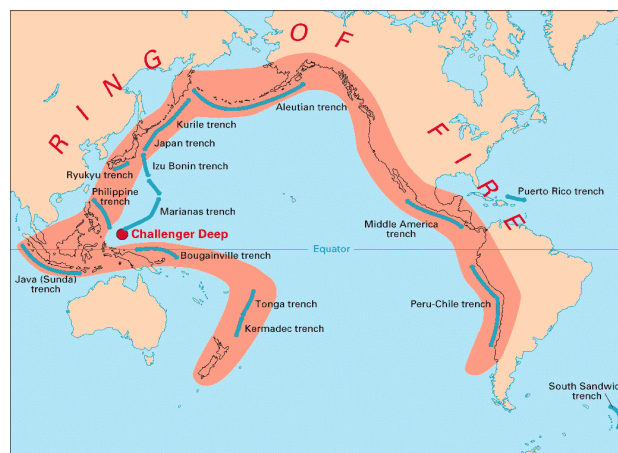 RING OF FIRE
Aleutian trench
Kurile trench
Japan trench
Izu Bonin trench
Ryukyu trench
Philippine
trench
Puerto Rico trench
Marianas trench
Middle America
trench
Challenger Deep
Equator
Bougainville trench
Java (Sunda)
trench
Tonga trench
Peru-Chile trench
Kermadec trench
South Sandwic
trench